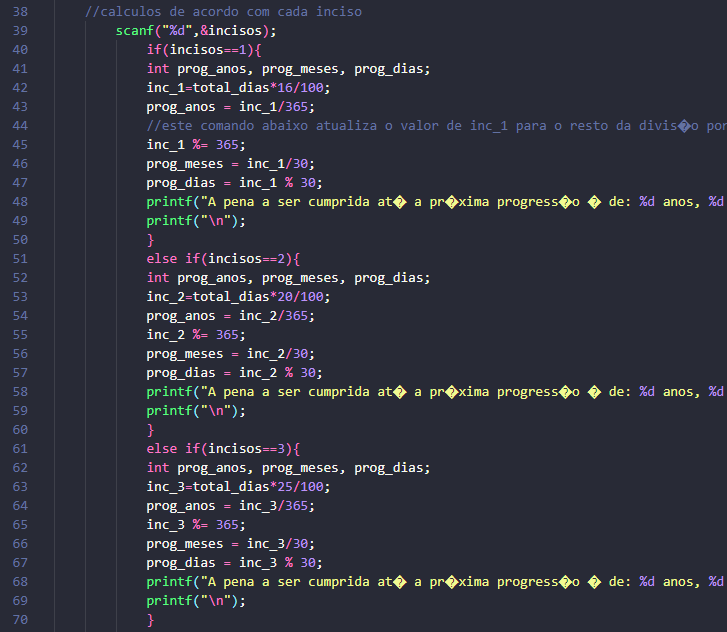 38 //calculos de acordo com cada inciso
39 scanf("%d",&incisos);
40 if(incisos==1){
41 int prog_anos, prog_meses, prog_dias;
42 inc_1=total_dias*16/100;
43 prog_anos = inc_1/365;
44 //este comando abaixo atualiza o valor de inc_1 para o resto da divis�o por
45 inc_1 %= 365;
46 prog_meses = inc_1/30;
47 prog_dias = inc_1 % 30;
48 printf("A pena a ser cumprida at� a pr�xima progress�o � de: %d anos, %d
49 printf("\n");
50 }
51 else if(incisos==2){
52 int prog_anos, prog_meses, prog_dias;
53 inc_2=total_dias*20/100;
54 prog_anos = inc_2/365;
55 inc_2 %= 365;
56 prog_meses = inc_2/30;
57 prog_dias = inc_2 % 30;
58 printf("A pena a ser cumprida at� a pr�xima progress�o � de: %d anos, %d
59 printf("\n");
60 }
61 else if(incisos==3){
62 int prog_anos, prog_meses, prog_dias;
63 inc_3=total_dias*25/100;
64 prog_anos = inc_3/365;
65 inc_3 %= 365;
66 prog_meses = inc_3/30;
67 prog_dias = inc_3 % 30;
68 printf("A pena a ser cumprida at� a pr�xima progress�o � de: %d anos, %d
69 printf("\n");
70 }